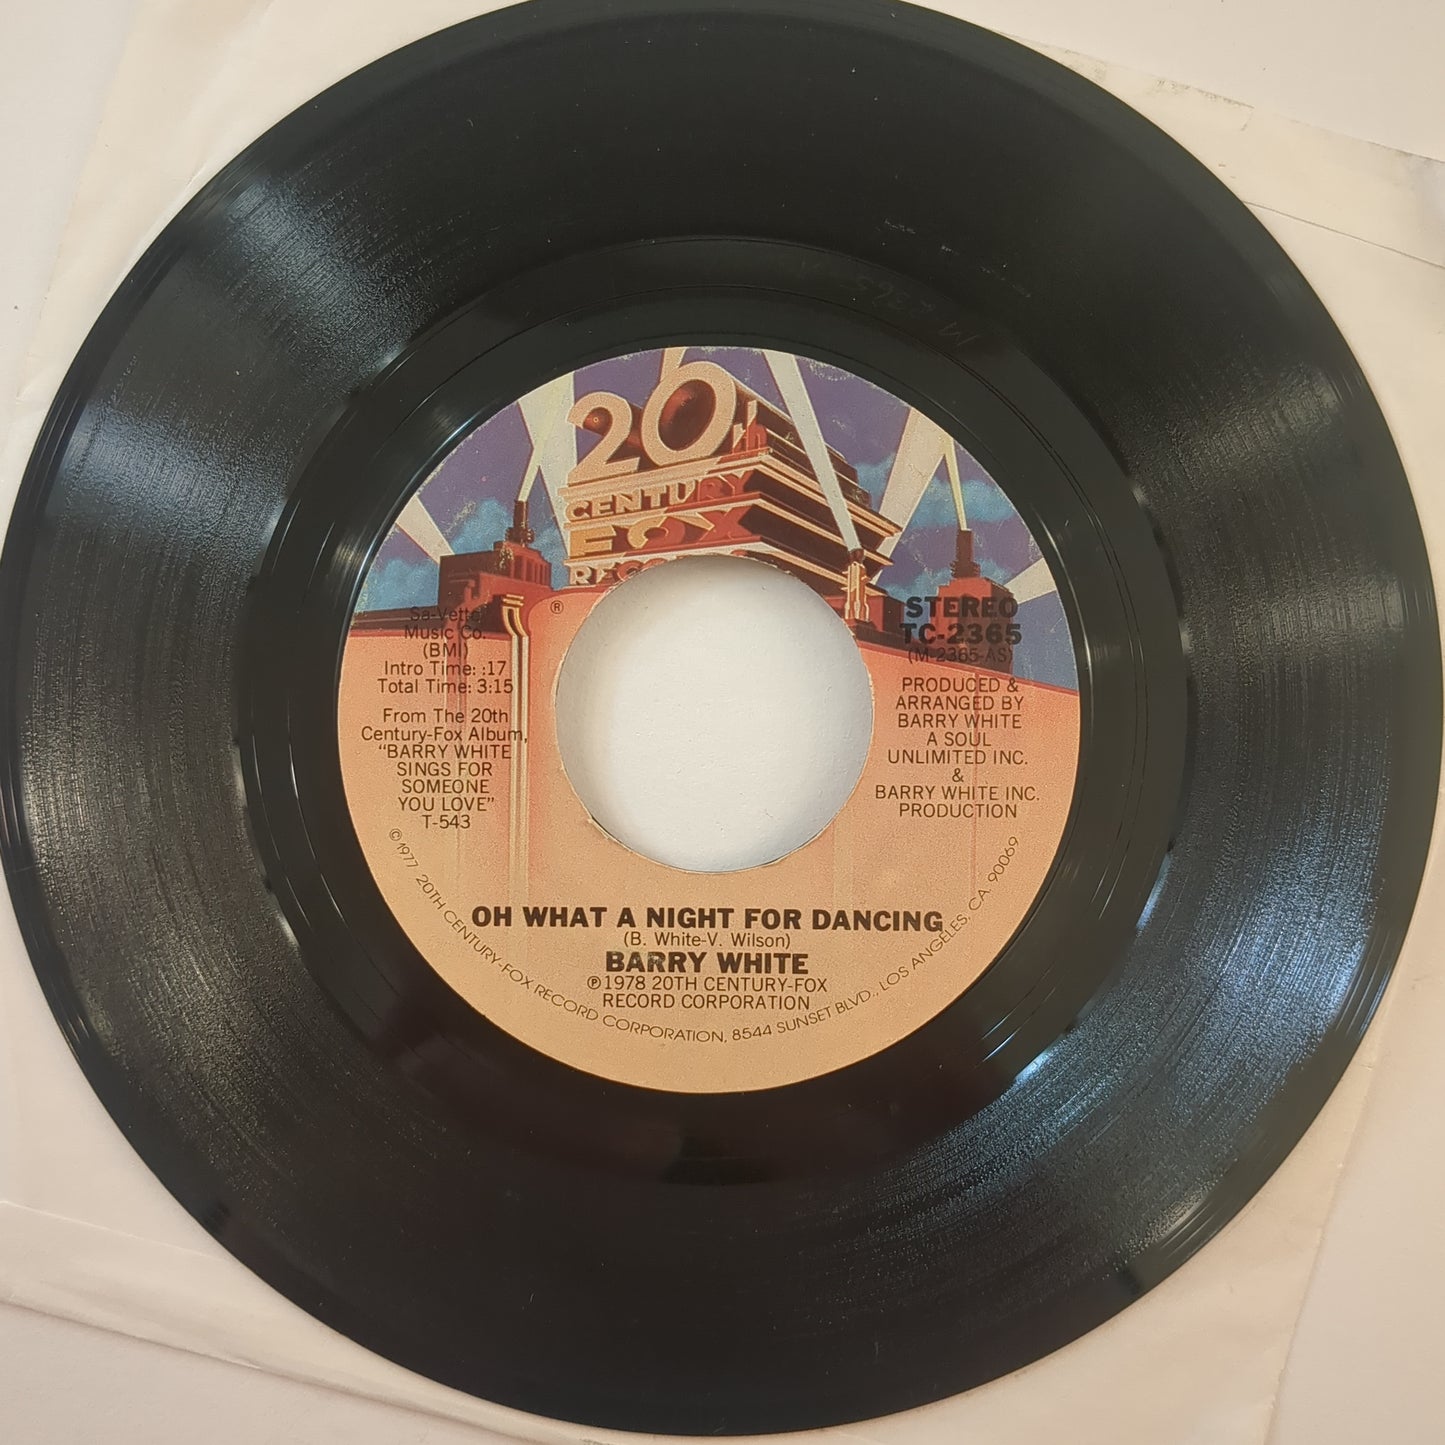 M 2365
20th
CENTURY
FOX
RECORDS
®
Sa-Vette
Music Co.
(BMI)
Intro Time: :17
Total Time: 3:15
From The 20th
Century-Fox Album,
"BARRY WHITE
SINGS FOR
SOMEONE
YOU LOVE"
T-543
STEREO
TC-2365
(M-2365-AS)
PRODUCED &
ARRANGED BY
BARRY WHITE
A SOUL
UNLIMITED INC.
&
BARRY WHITE INC.
PRODUCTION
OH WHAT A NIGHT FOR DANCING
(B. White-V. Wilson)
BARRY WHITE
℗ 1978 20TH CENTURY-FOX
RECORD CORPORATION
© 1977 20TH CENTURY-FOX RECORD CORPORATION, 8544 SUNSET BLVD., LOS ANGELES, CA 90069